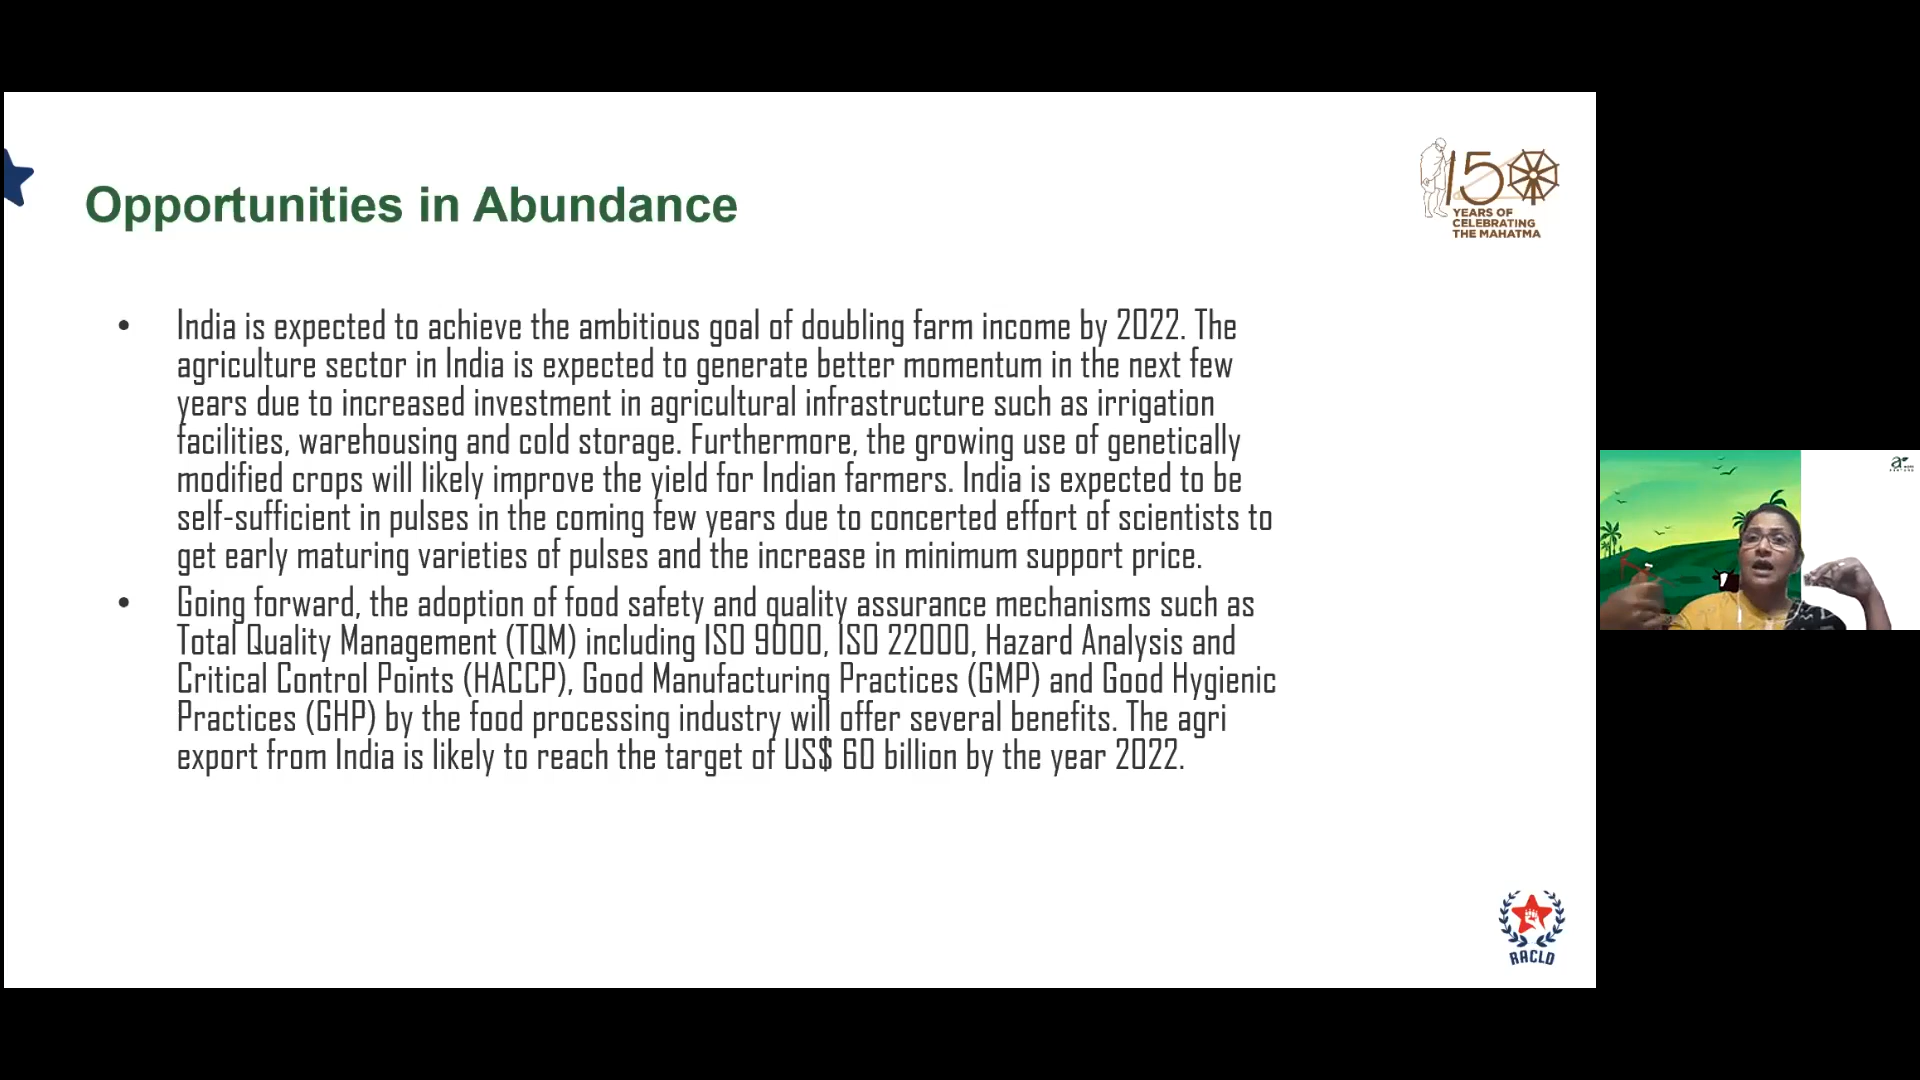 Opportunities in Abundance
150
YEARS OF
CELEBRATING
THE MAHATMA
• India is expected to achieve the ambitious goal of doubling farm income by 2022. The
agriculture sector in India is expected to generate better momentum in the next few
years due to increased investment in agricultural infrastructure such as irrigation
facilities, warehousing and cold storage. Furthermore, the growing use of genetically
modified crops will likely improve the yield for Indian farmers. India is expected to be
self-sufficient in pulses in the coming few years due to concerted effort of scientists to
get early maturing varieties of pulses and the increase in minimum support price.
• Going forward, the adoption of food safety and quality assurance mechanisms such as
Total Quality Management (TQM) including ISO 9000, ISO 22000, Hazard Analysis and
Critical Control Points (HACCP), Good Manufacturing Practices (GMP) and Good Hygienic
Practices (GHP) by the food processing industry will offer several benefits. The agri
export from India is likely to reach the target of US$ 60 billion by the year 2022.
RACLD